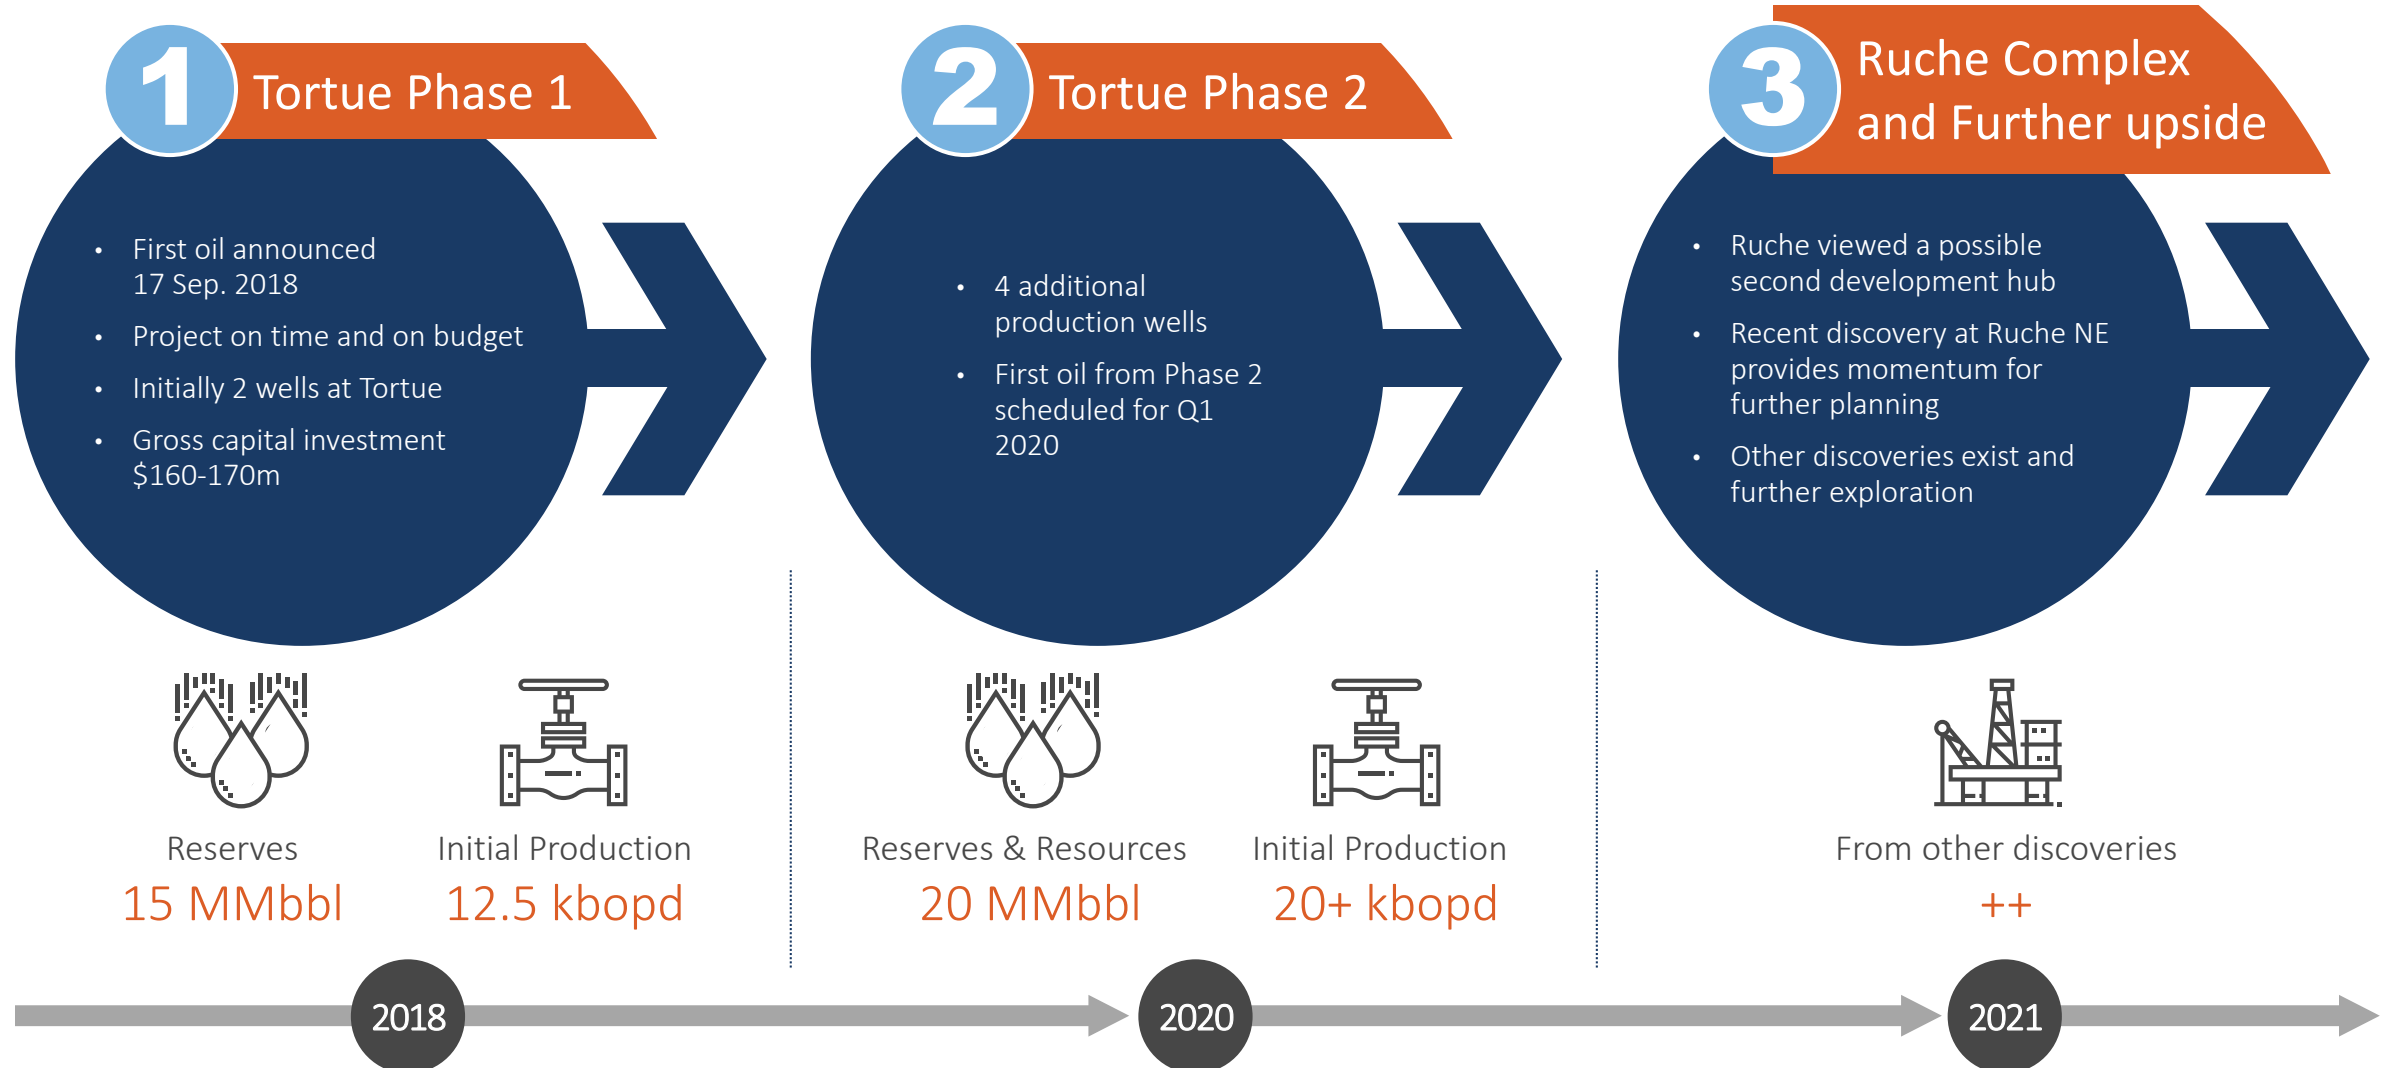 1
Tortue Phase 1
• First oil announced
17 Sep. 2018
• Project on time and on budget
• Initially 2 wells at Tortue
• Gross capital investment
$160-170m
Reserves
15 MMbbl
Initial Production
12.5 kbopd
2018
2
Tortue Phase 2
• 4 additional
production wells
• First oil from Phase 2
scheduled for Q1
2020
Reserves & Resources
20 MMbbl
Initial Production
20+ kbopd
2020
3
Ruche Complex
and Further upside
• Ruche viewed a possible
second development hub
• Recent discovery at Ruche NE
provides momentum for
further planning
• Other discoveries exist and
further exploration
From other discoveries
++
2021